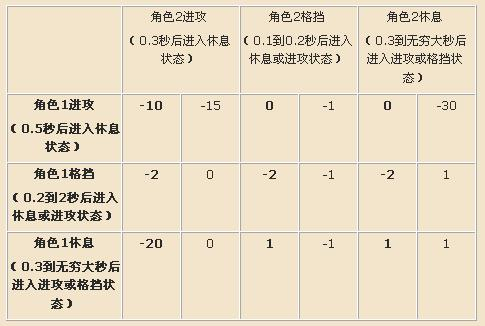 角色2进攻 角色2格挡 角色2休息
（0.3秒后进入休息 （0.1到0.2秒后进入 （0.3到无穷大秒后
状态） 休息或进攻状态） 进入进攻或格挡状
态）
角色1进攻 -10 -15 0 -1 0 -30
（0.5秒后进入休息
状态）
角色1格挡 -2 0 -2 -1 -2 1
（0.2到2秒后进入
休息或进攻状态）
角色1休息 -20 0 1 -1 1 1
（0.3到无穷大秒后
进入进攻或格挡状
态）